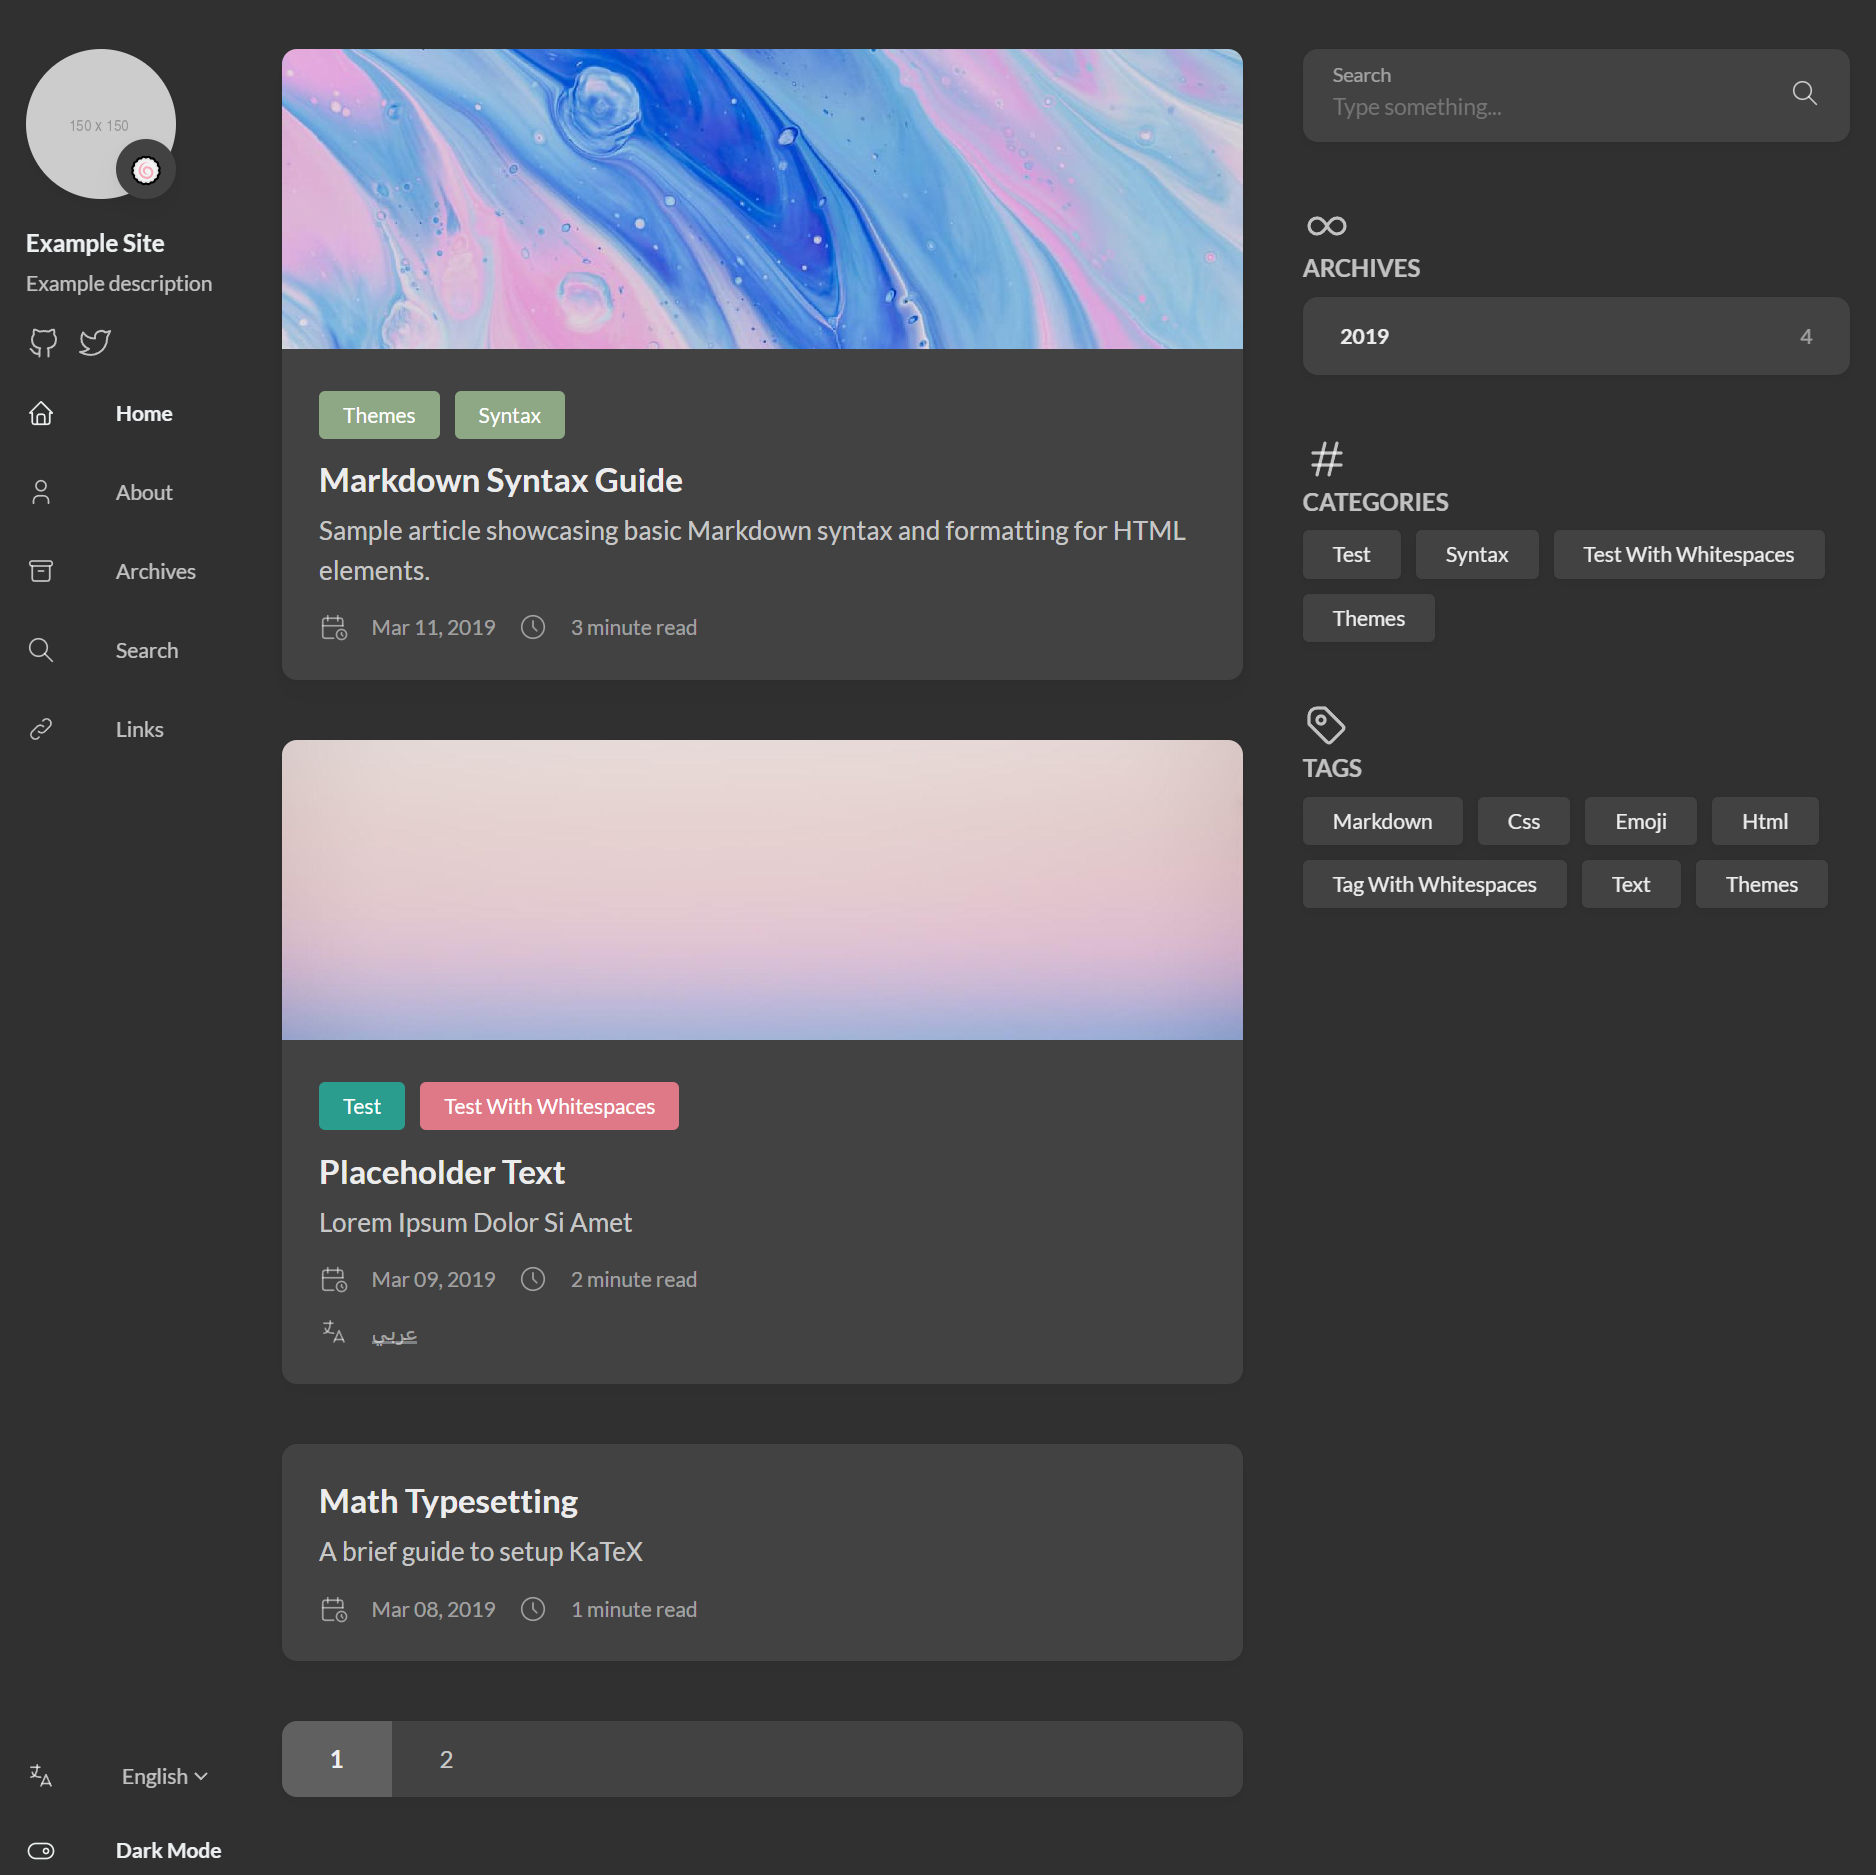 150 x 150
Example Site
Example description
Home
About
Archives
Search
Links
English
Dark Mode
Themes
Syntax
Markdown Syntax Guide
Sample article showcasing basic Markdown syntax and formatting for HTML
elements.
Mar 11, 2019
3 minute read
Test
Test With Whitespaces
Placeholder Text
Lorem Ipsum Dolor Si Amet
Mar 09, 2019
2 minute read
عربي
Math Typesetting
A brief guide to setup KaTeX
Mar 08, 2019
1 minute read
1
2
Search
Type something...
ARCHIVES
2019
4
CATEGORIES
Test
Syntax
Test With Whitespaces
Themes
TAGS
Markdown
Css
Emoji
Html
Tag With Whitespaces
Text
Themes